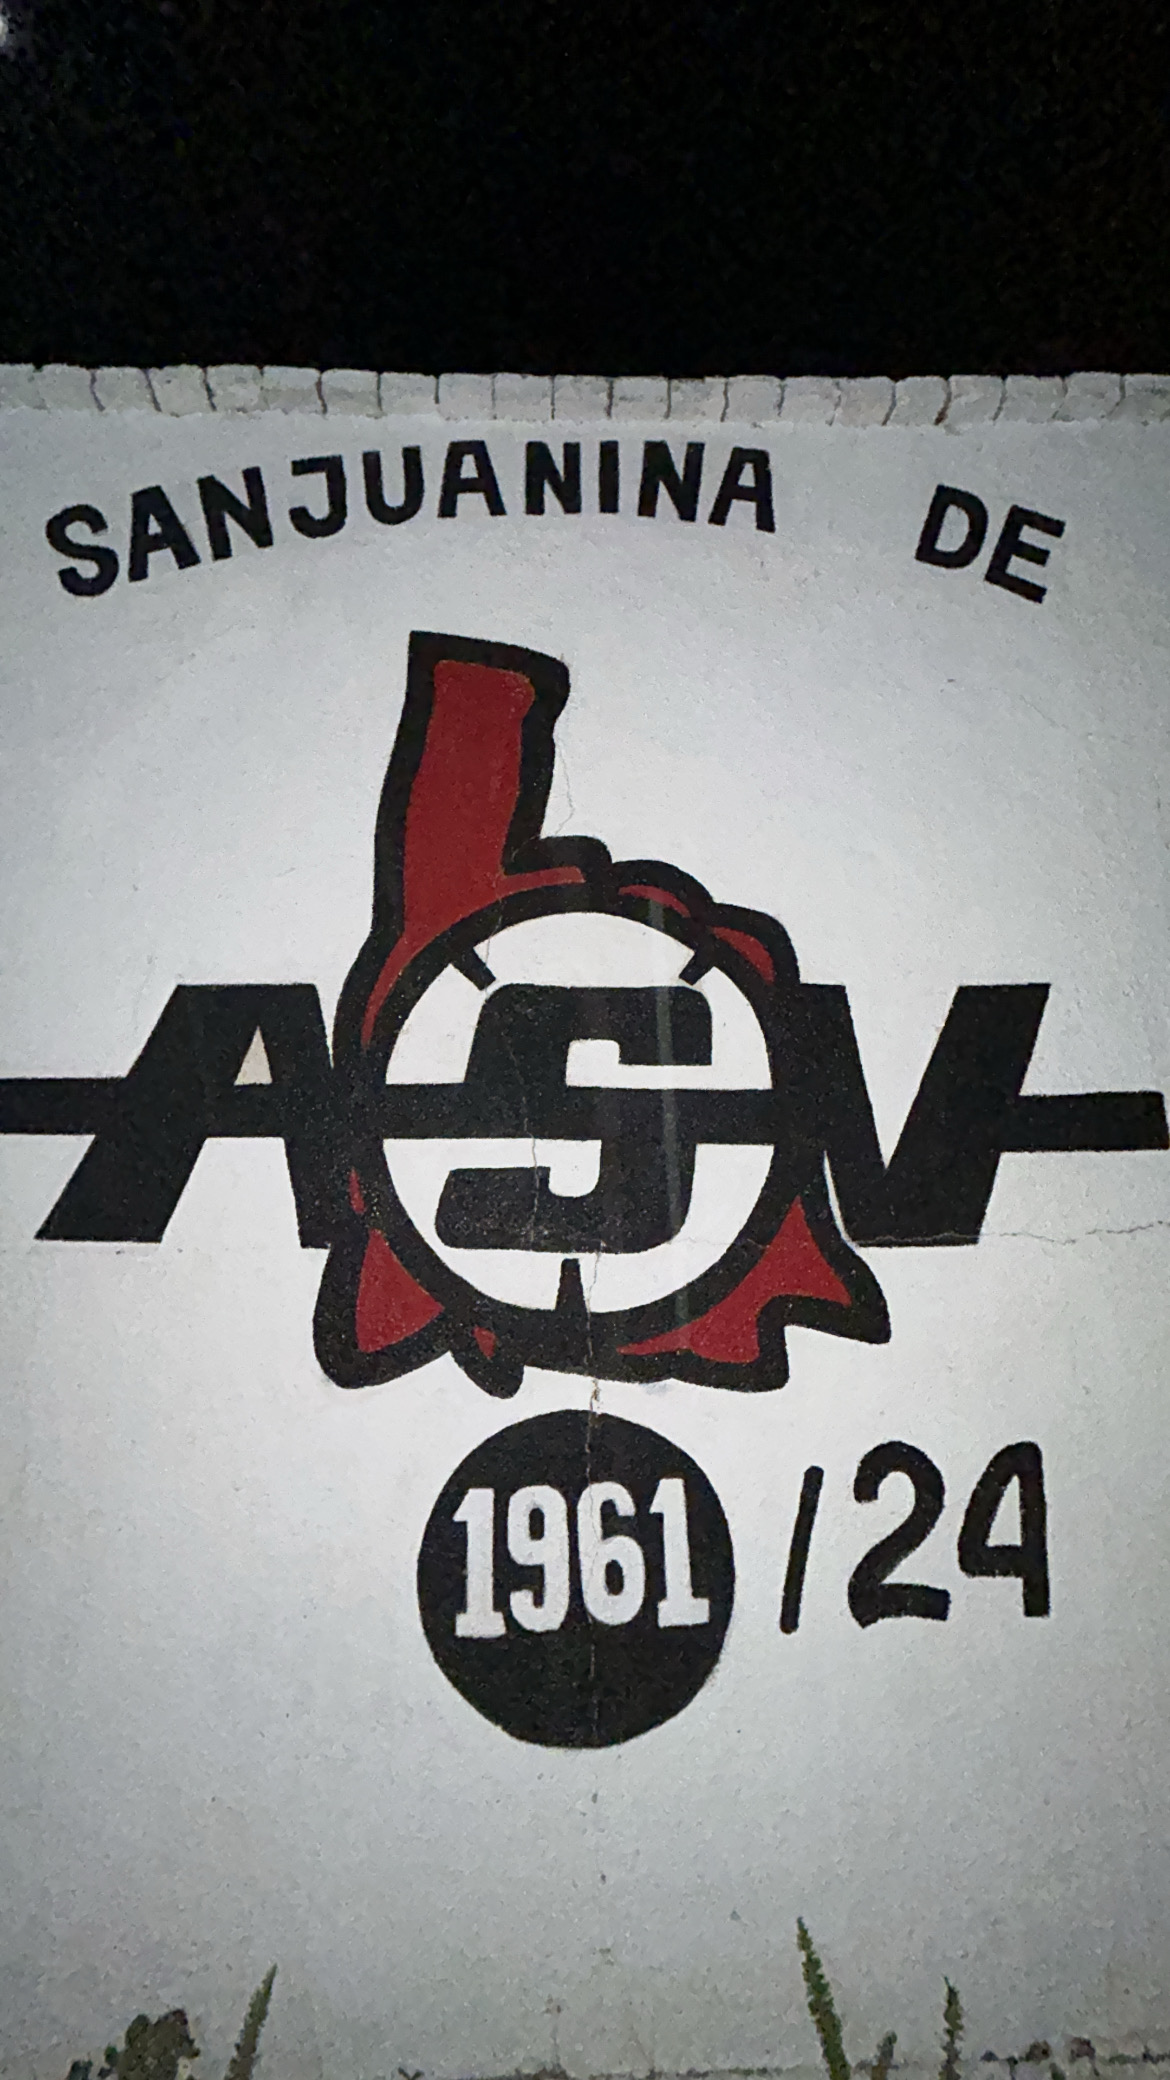 SANJUANINA DE
ASV
1961 /24